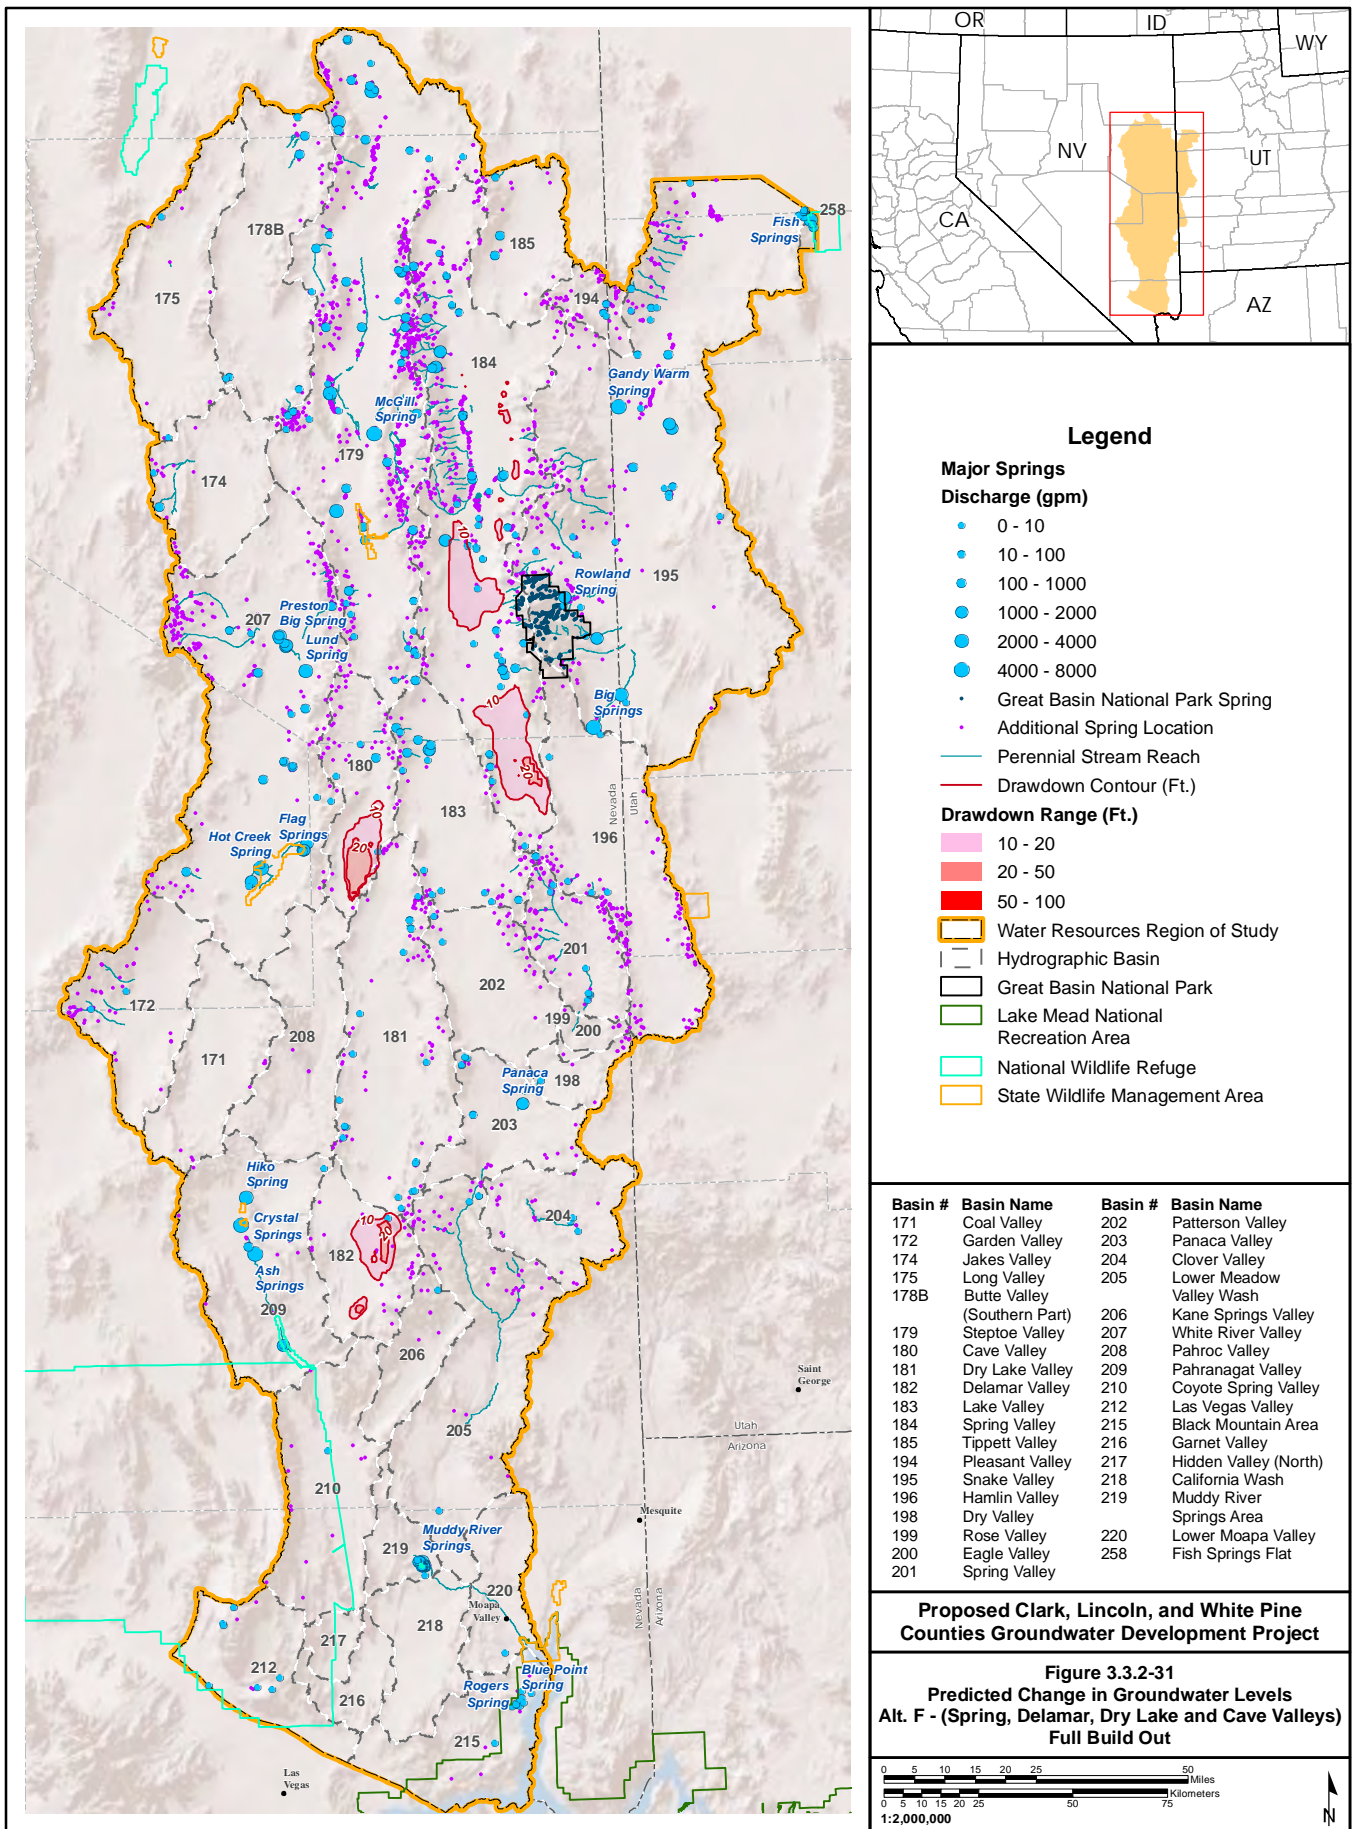 258
Fish
Springs
178B
185
175
194
184
Gandy Warm
Spring
McGill
Spring
179
174
10
195
Rowland
Spring
Preston
Big Spring
207
Lund
Spring
Big
Springs
10
20
180
183
Nevada
Utah
196
10
20
Flag
Springs
Hot Creek
Spring
201
202
172
199
200
208
181
171
Panaca
Spring
198
203
Hiko
Spring
Crystal
Springs
204
10
20
182
Ash
Springs
209
206
Saint
George
205
Utah
Arizona
210
Mesquite
Muddy River
Springs
219
220
Moapa
Valley
Nevada
Arizona
218
217
212
Blue Point
Spring
Rogers
Spring
216
215
Las
Vegas
OR
ID
WY
NV
UT
CA
AZ
Legend
Major Springs
Discharge (gpm)
0 - 10
10 - 100
100 - 1000
1000 - 2000
2000 - 4000
4000 - 8000
Great Basin National Park Spring
Additional Spring Location
Perennial Stream Reach
Drawdown Contour (Ft.)
Drawdown Range (Ft.)
10 - 20
20 - 50
50 - 100
Water Resources Region of Study
Hydrographic Basin
Great Basin National Park
Lake Mead National
Recreation Area
National Wildlife Refuge
State Wildlife Management Area
Basin # Basin Name Basin # Basin Name
171 Coal Valley 202 Patterson Valley
172 Garden Valley 203 Panaca Valley
174 Jakes Valley 204 Clover Valley
175 Long Valley 205 Lower Meadow
178B Butte Valley Valley Wash
(Southern Part) 206 Kane Springs Valley
179 Steptoe Valley 207 White River Valley
180 Cave Valley 208 Pahroc Valley
181 Dry Lake Valley 209 Pahranagat Valley
182 Delamar Valley 210 Coyote Spring Valley
183 Lake Valley 212 Las Vegas Valley
184 Spring Valley 215 Black Mountain Area
185 Tippett Valley 216 Garnet Valley
194 Pleasant Valley 217 Hidden Valley (North)
195 Snake Valley 218 California Wash
196 Hamlin Valley 219 Muddy River
198 Dry Valley Springs Area
199 Rose Valley 220 Lower Moapa Valley
200 Eagle Valley 258 Fish Springs Flat
201 Spring Valley
Proposed Clark, Lincoln, and White Pine
Counties Groundwater Development Project
Figure 3.3.2-31
Predicted Change in Groundwater Levels
Alt. F - (Spring, Delamar, Dry Lake and Cave Valleys)
Full Build Out
0 5 10 15 20 25 50
Miles
Kilometers
0 5 10 15 20 25 50 75
1:2,000,000
N